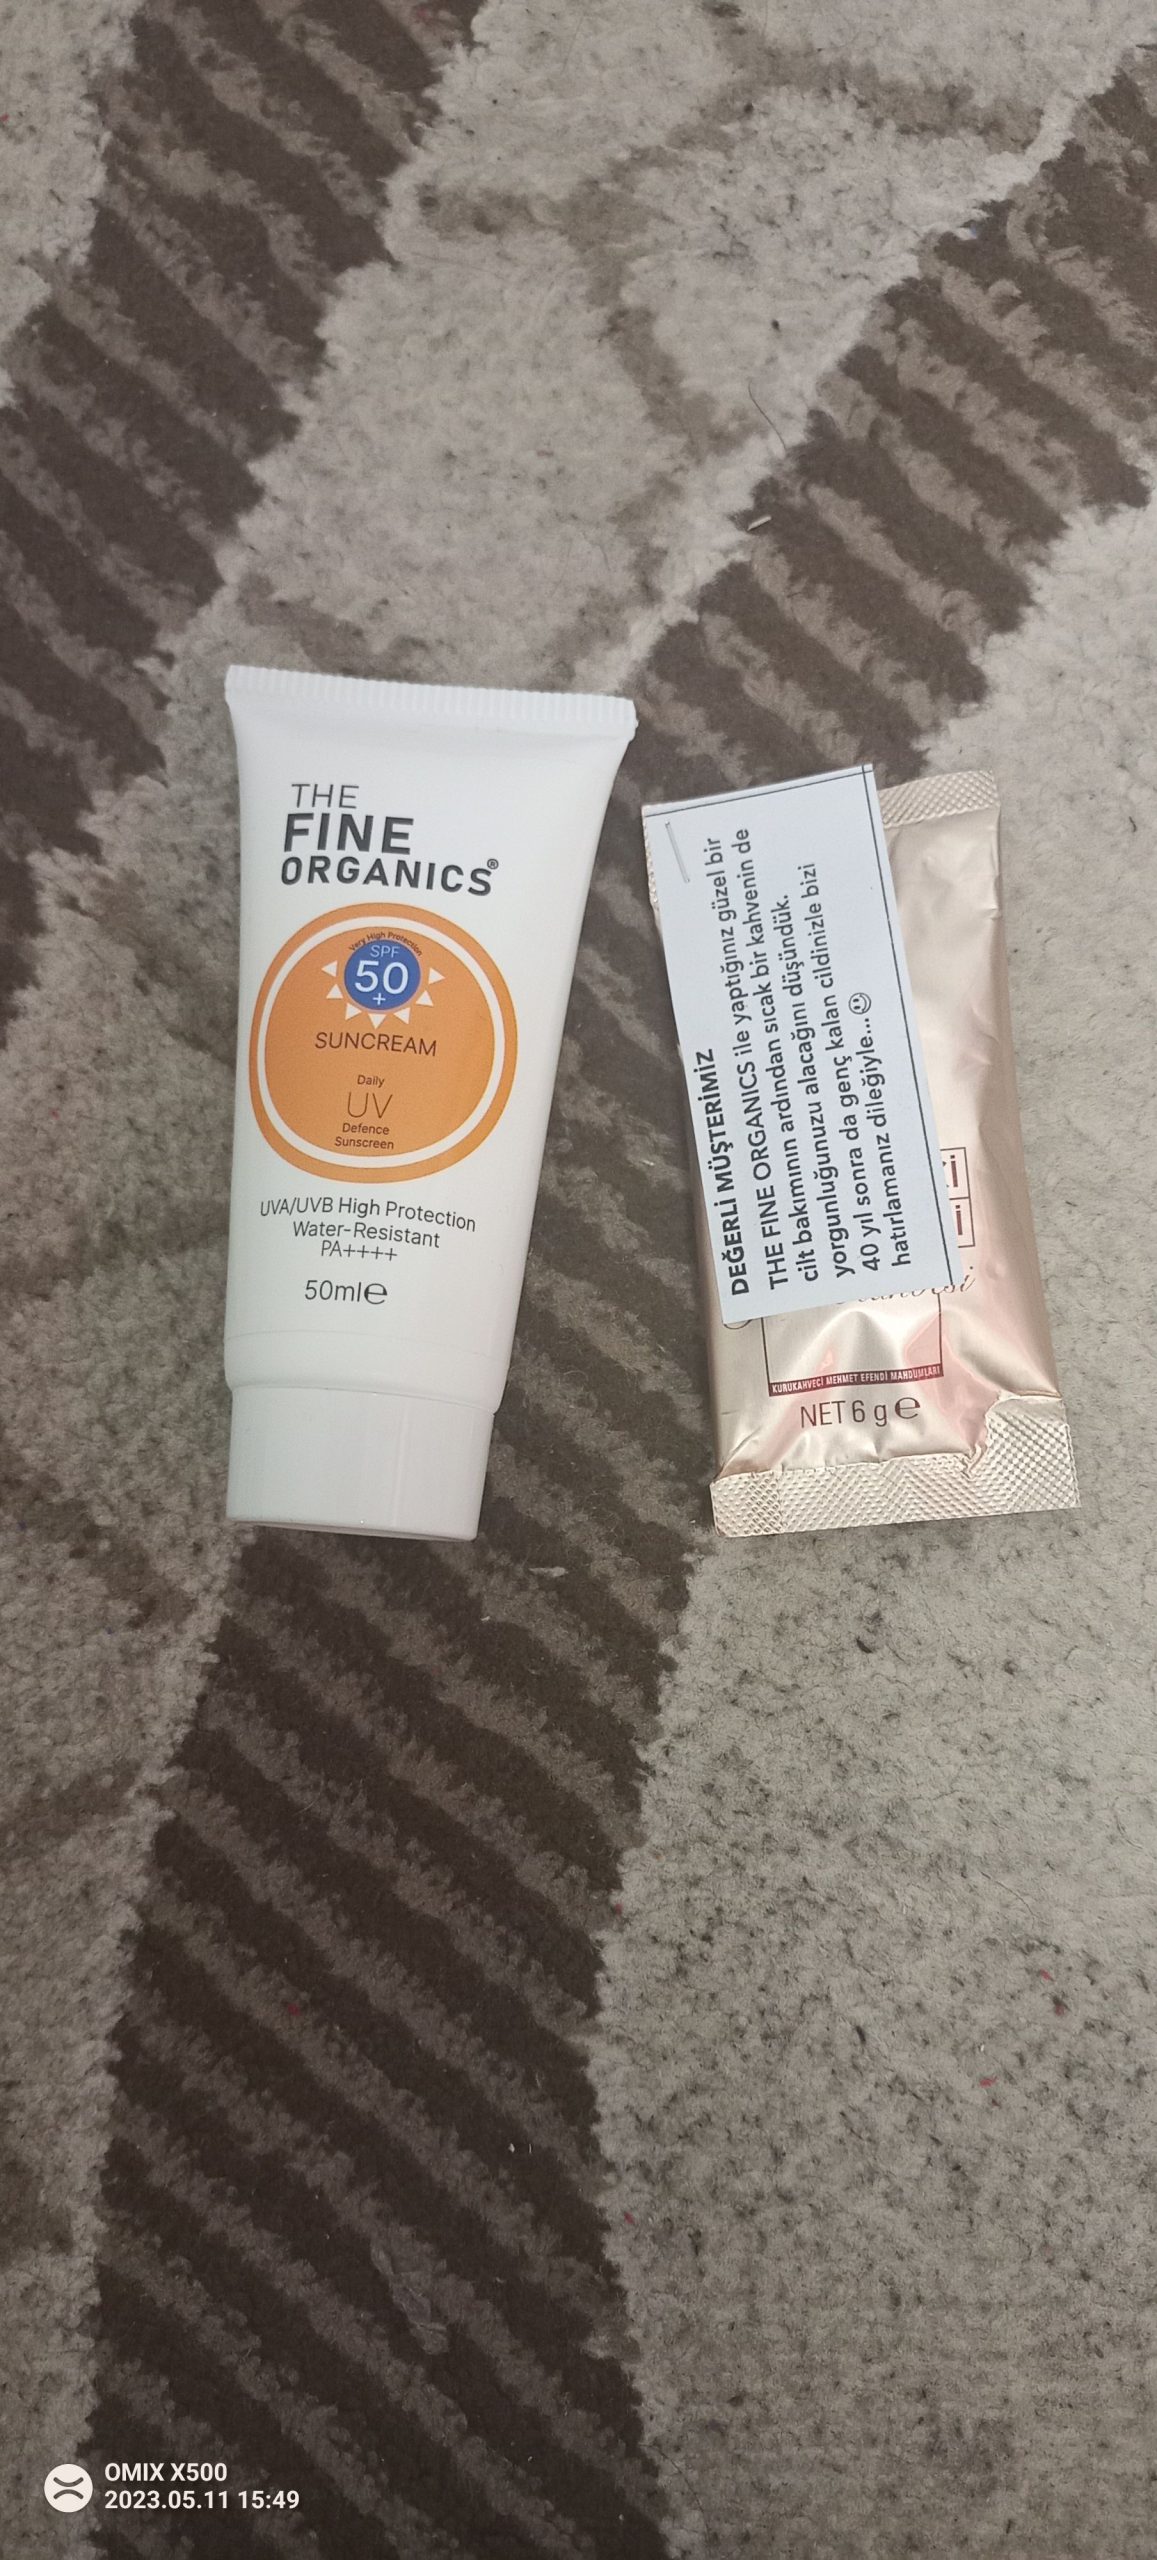 THE
FINE
ORGANICS®
Very High Protection
SPF
50
+
SUNCREAM
Daily
UV
Defence
Sunscreen
UVA/UVB High Protection
Water-Resistant
PA++++
50ml℮
DEĞERLİ MÜŞTERİMİZ
THE FINE ORGANICS ile yaptığınız güzel bir
cilt bakımının ardından sıcak bir kahvenin de
yorgunluğunuzu alacağını düşündük.
40 yıl sonra da genç kalan cildinizle bizi
hatırlamanız dileğiyle...☺
KURUKAHVECİ MEHMET EFENDİ MAHDUMLARI
NET 6 g ℮
OMIX X500
2023.05.11 15:49